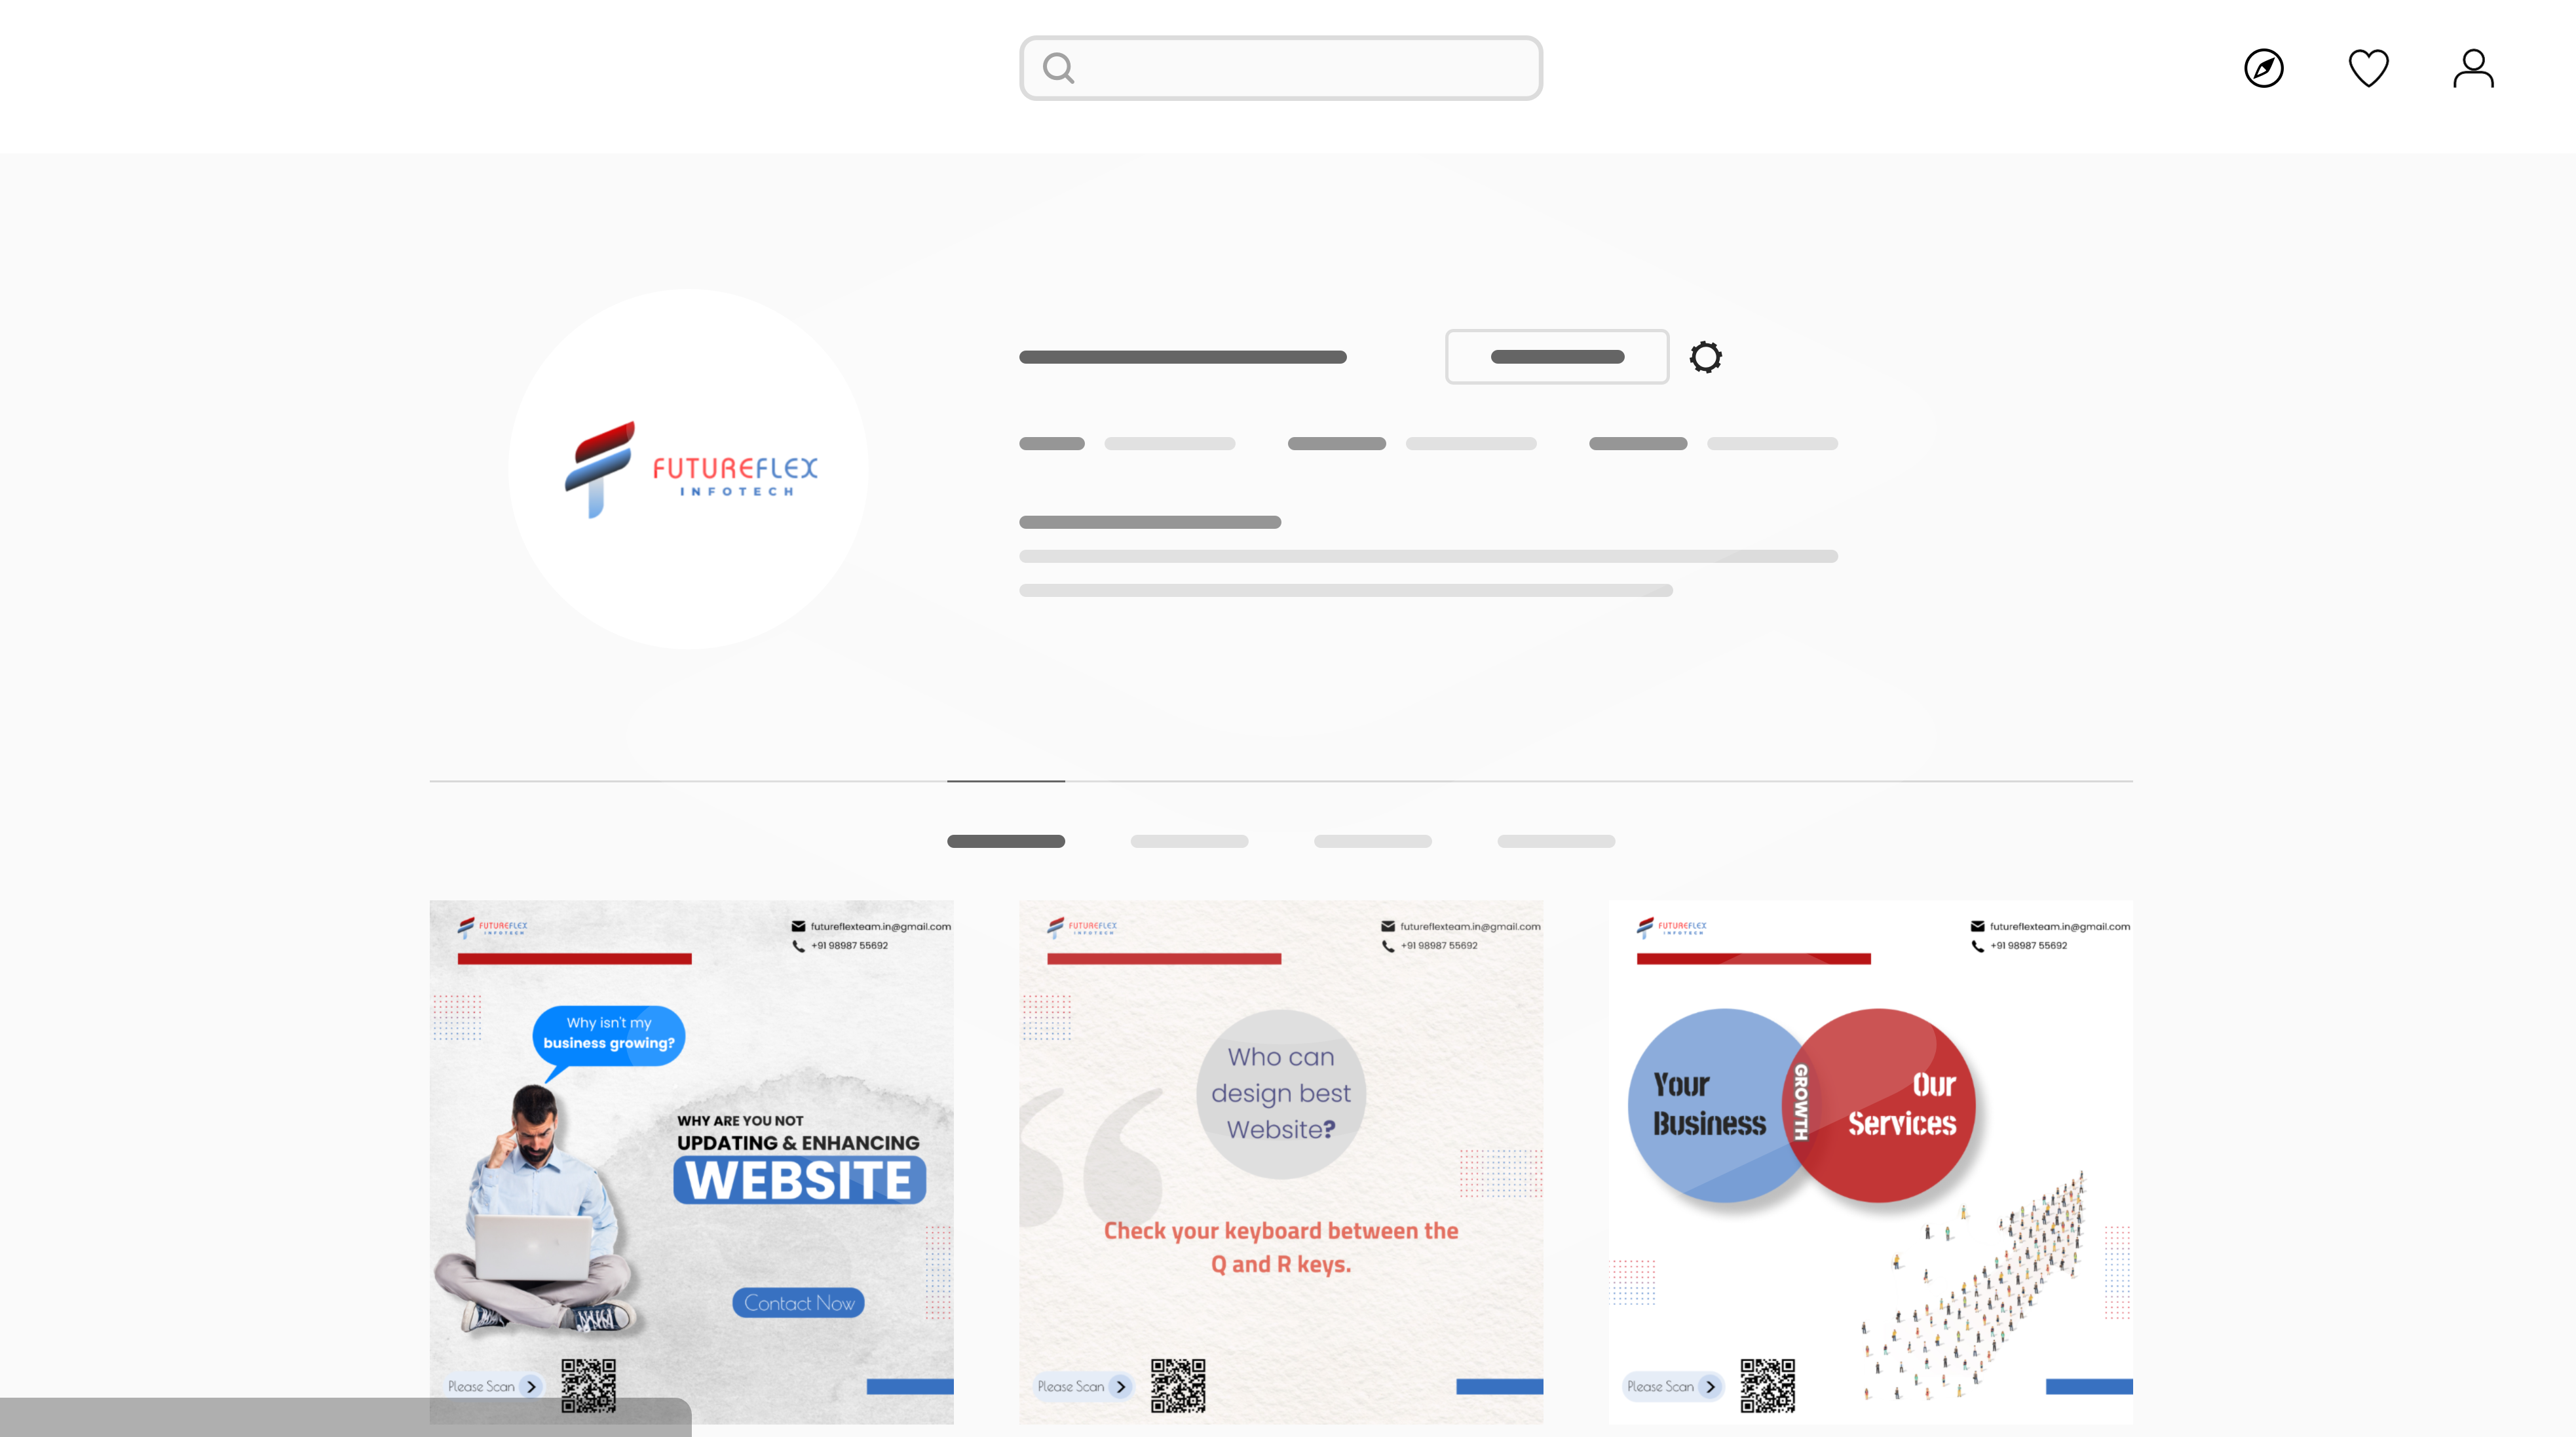 FUTUREFLEX
INFOTECH
FUTUREFLEX
INFOTECH
futureflexteam.in@gmail.com
+91 98987 55692
Why isn't my
business growing?
WHY ARE YOU NOT
UPDATING & ENHANCING
WEBSITE
Contact Now
Please Scan
FUTUREFLEX
INFOTECH
futureflexteam.in@gmail.com
+91 98987 55692
Who can
design best
Website?
Check your keyboard between the
Q and R keys.
Please Scan
FUTUREFLEX
INFOTECH
futureflexteam.in@gmail.com
+91 98987 55692
Your
Business
GROWTH
Our
Services
Please Scan